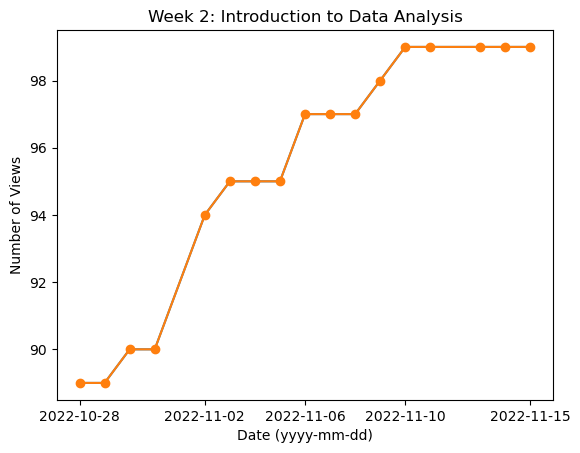 Week 2: Introduction to Data Analysis
Number of Views
98
96
94
92
90
2022-10-28 2022-11-02 2022-11-06 2022-11-10 2022-11-15
Date (yyyy-mm-dd)